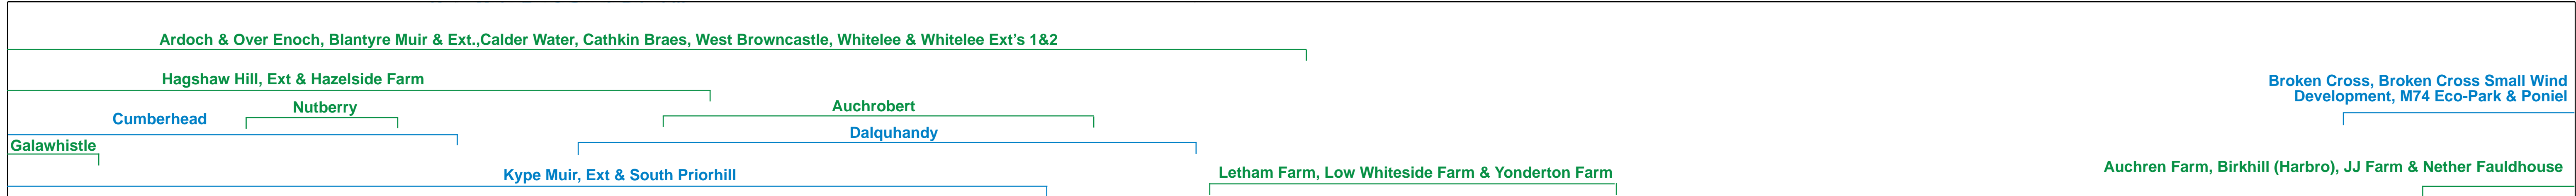 Ardoch & Over Enoch, Blantyre Muir & Ext.,Calder Water, Cathkin Braes, West Browncastle, Whitelee & Whitelee Ext's 1&2
Hagshaw Hill, Ext & Hazelside Farm
Broken Cross, Broken Cross Small Wind
Development, M74 Eco-Park & Poniel
Nutberry
Auchrobert
Cumberhead
Dalquhandy
Galawhistle
Auchren Farm, Birkhill (Harbro), JJ Farm & Nether Fauldhouse
Letham Farm, Low Whiteside Farm & Yonderton Farm
Kype Muir, Ext & South Priorhill